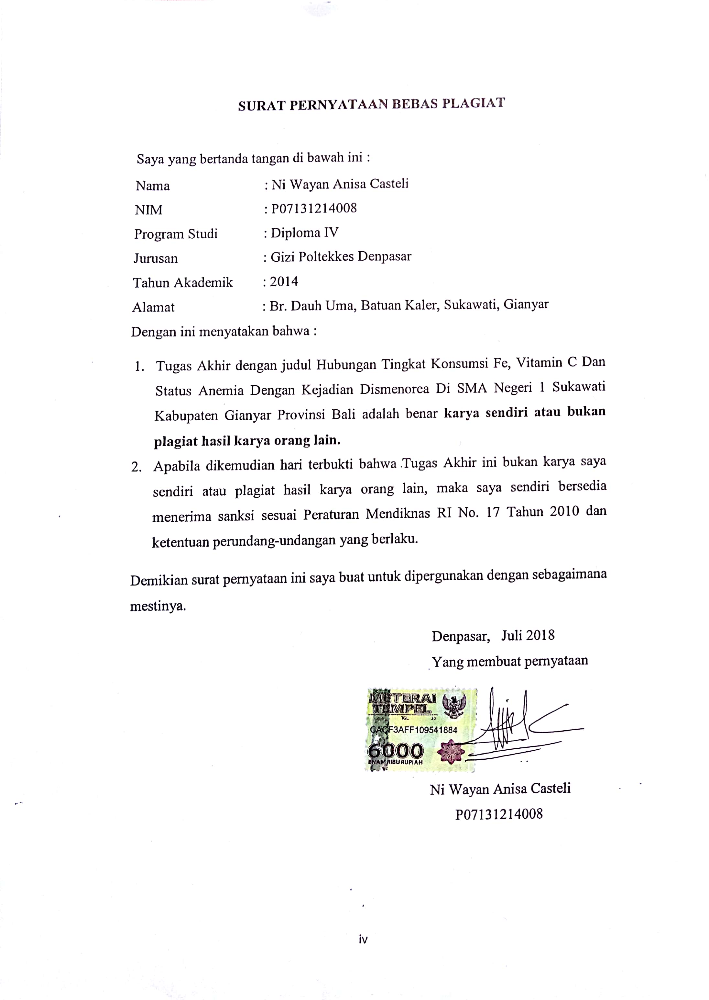 SURAT PERNYATAAN BEBAS PLAGIAT
Saya yang bertanda tangan di bawah ini :
Nama : Ni Wayan Anisa Casteli
NIM : P07131214008
Program Studi : Diploma IV
Jurusan : Gizi Poltekkes Denpasar
Tahun Akademik : 2014
Alamat : Br. Dauh Uma, Batuan Kaler, Sukawati, Gianyar
Dengan ini menyatakan bahwa :
1. Tugas Akhir dengan judul Hubungan Tingkat Konsumsi Fe, Vitamin C Dan
Status Anemia Dengan Kejadian Dismenorea Di SMA Negeri 1 Sukawati
Kabupaten Gianyar Provinsi Bali adalah benar karya sendiri atau bukan
plagiat hasil karya orang lain.
2. Apabila dikemudian hari terbukti bahwa Tugas Akhir ini bukan karya saya
sendiri atau plagiat hasil karya orang lain, maka saya sendiri bersedia
menerima sanksi sesuai Peraturan Mendiknas RI No. 17 Tahun 2010 dan
ketentuan perundang-undangan yang berlaku.
Demikian surat pernyataan ini saya buat untuk dipergunakan dengan sebagaimana
mestinya.
Denpasar, Juli 2018
Yang membuat pernyataan
METERAI
TEMPEL
TGL 20
6000
ENAM RIBU RUPIAH
Ni Wayan Anisa Casteli
P07131214008
iv